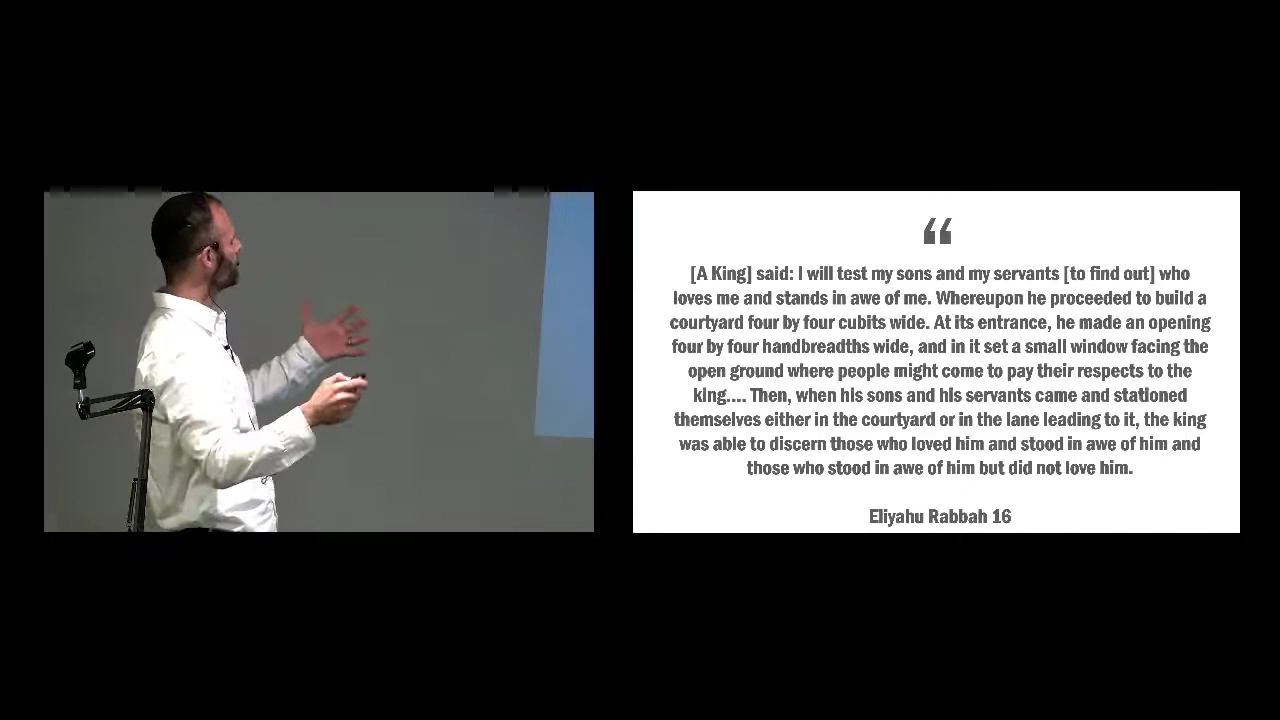 “
[A King] said: I will test my sons and my servants [to find out] who
loves me and stands in awe of me. Whereupon he proceeded to build a
courtyard four by four cubits wide. At its entrance, he made an opening
four by four handbreadths wide, and in it set a small window facing the
open ground where people might come to pay their respects to the
king.... Then, when his sons and his servants came and stationed
themselves either in the courtyard or in the lane leading to it, the king
was able to discern those who loved him and stood in awe of him and
those who stood in awe of him but did not love him.
Eliyahu Rabbah 16